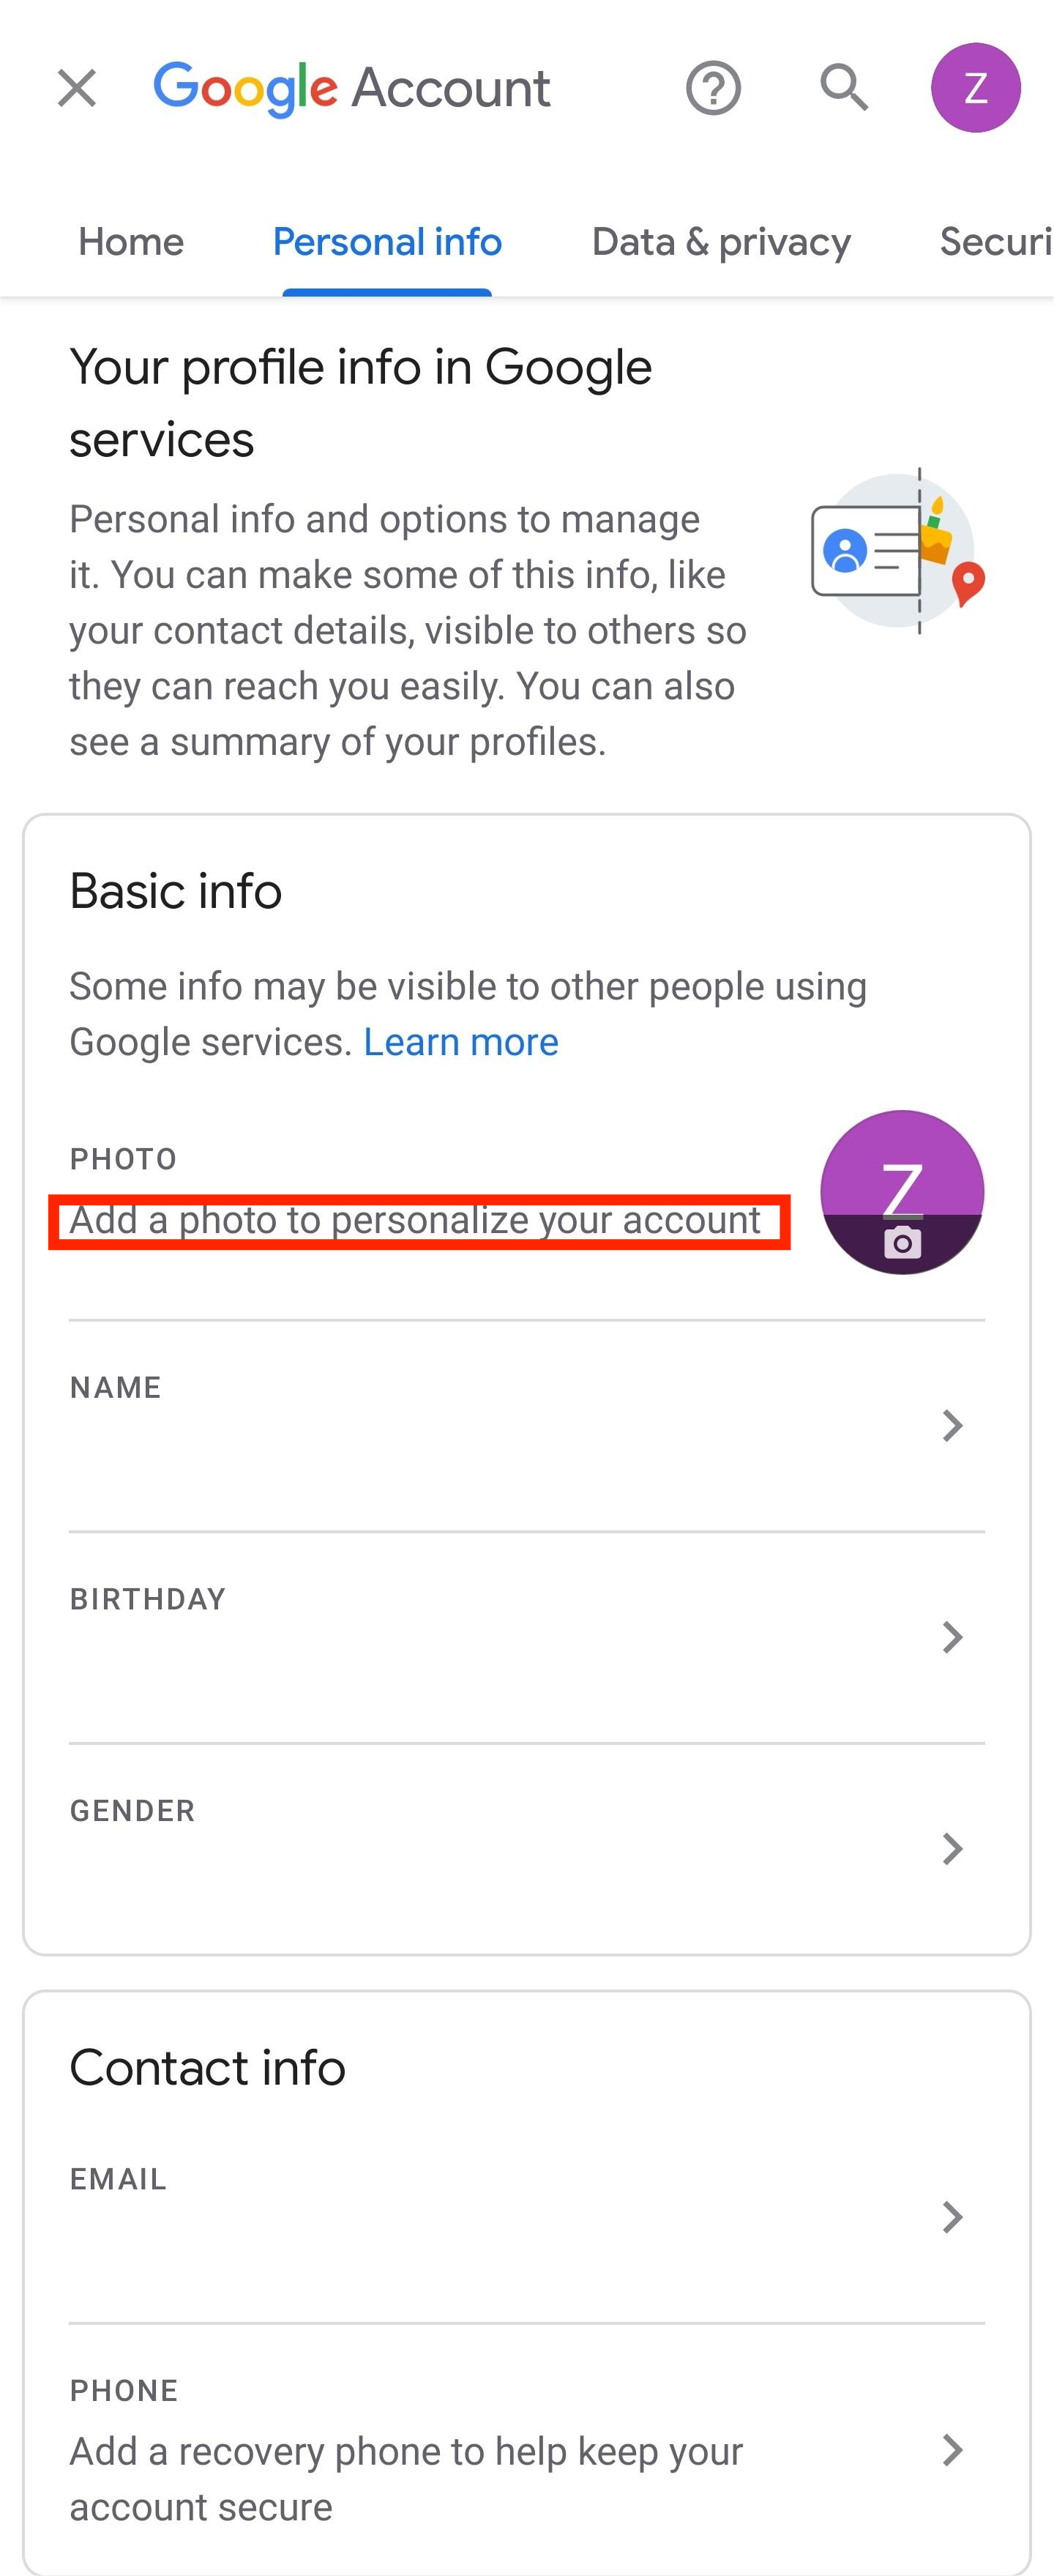 Google Account
Z
Home Personal info Data & privacy Securi
Your profile info in Google
services
Personal info and options to manage
it. You can make some of this info, like
your contact details, visible to others so
they can reach you easily. You can also
see a summary of your profiles.
Basic info
Some info may be visible to other people using
Google services. Learn more
PHOTO
Add a photo to personalize your account
Z
NAME
BIRTHDAY
GENDER
Contact info
EMAIL
PHONE
Add a recovery phone to help keep your
account secure